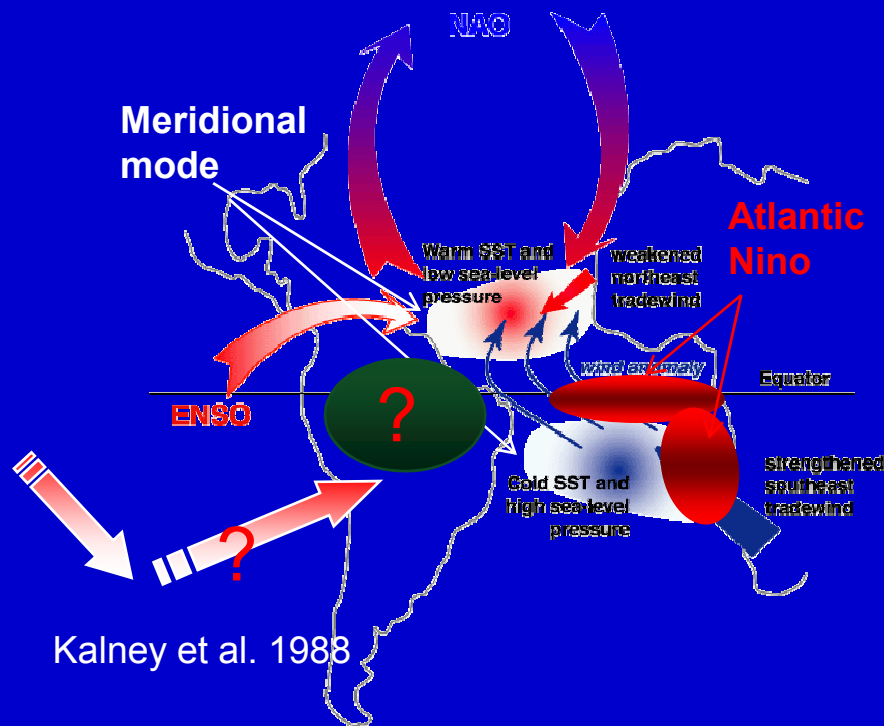 NAO
Meridional
mode
Atlantic
Nino
Warm SST and
low sea-level
pressure
weakened
northeast
tradewind
wind anomaly
Equator
ENSO
?
Cold SST and
high sea-level
pressure
strengthened
southeast
tradewind
?
Kalney et al. 1988